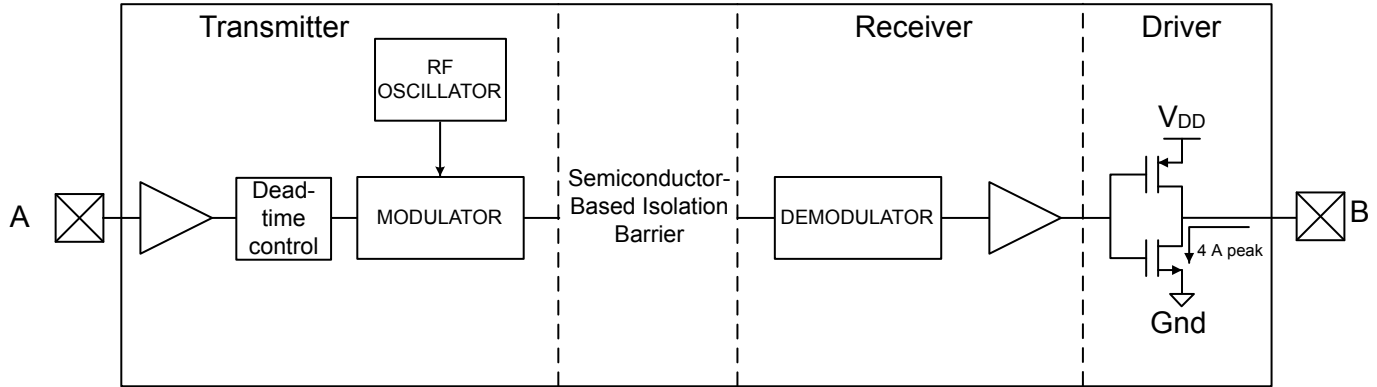 Transmitter
Receiver
Driver
RF
OSCILLATOR
VDD
A
Dead-
time
control
MODULATOR
Semiconductor-
Based Isolation
Barrier
DEMODULATOR
B
4 A peak
Gnd